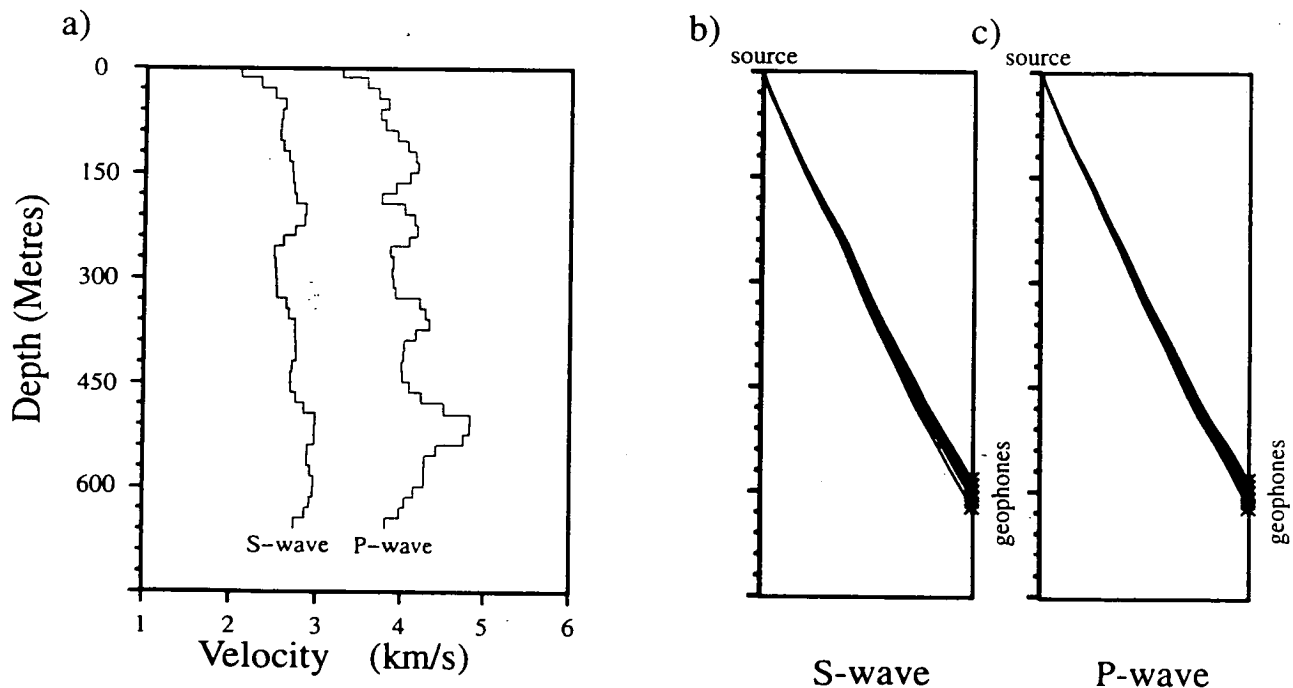 a)
0
150
300
450
600
Depth (Metres)
S-wave P-wave
1 2 3 4 5 6
Velocity (km/s)
b)
source
geophones
S-wave
c)
source
geophones
P-wave